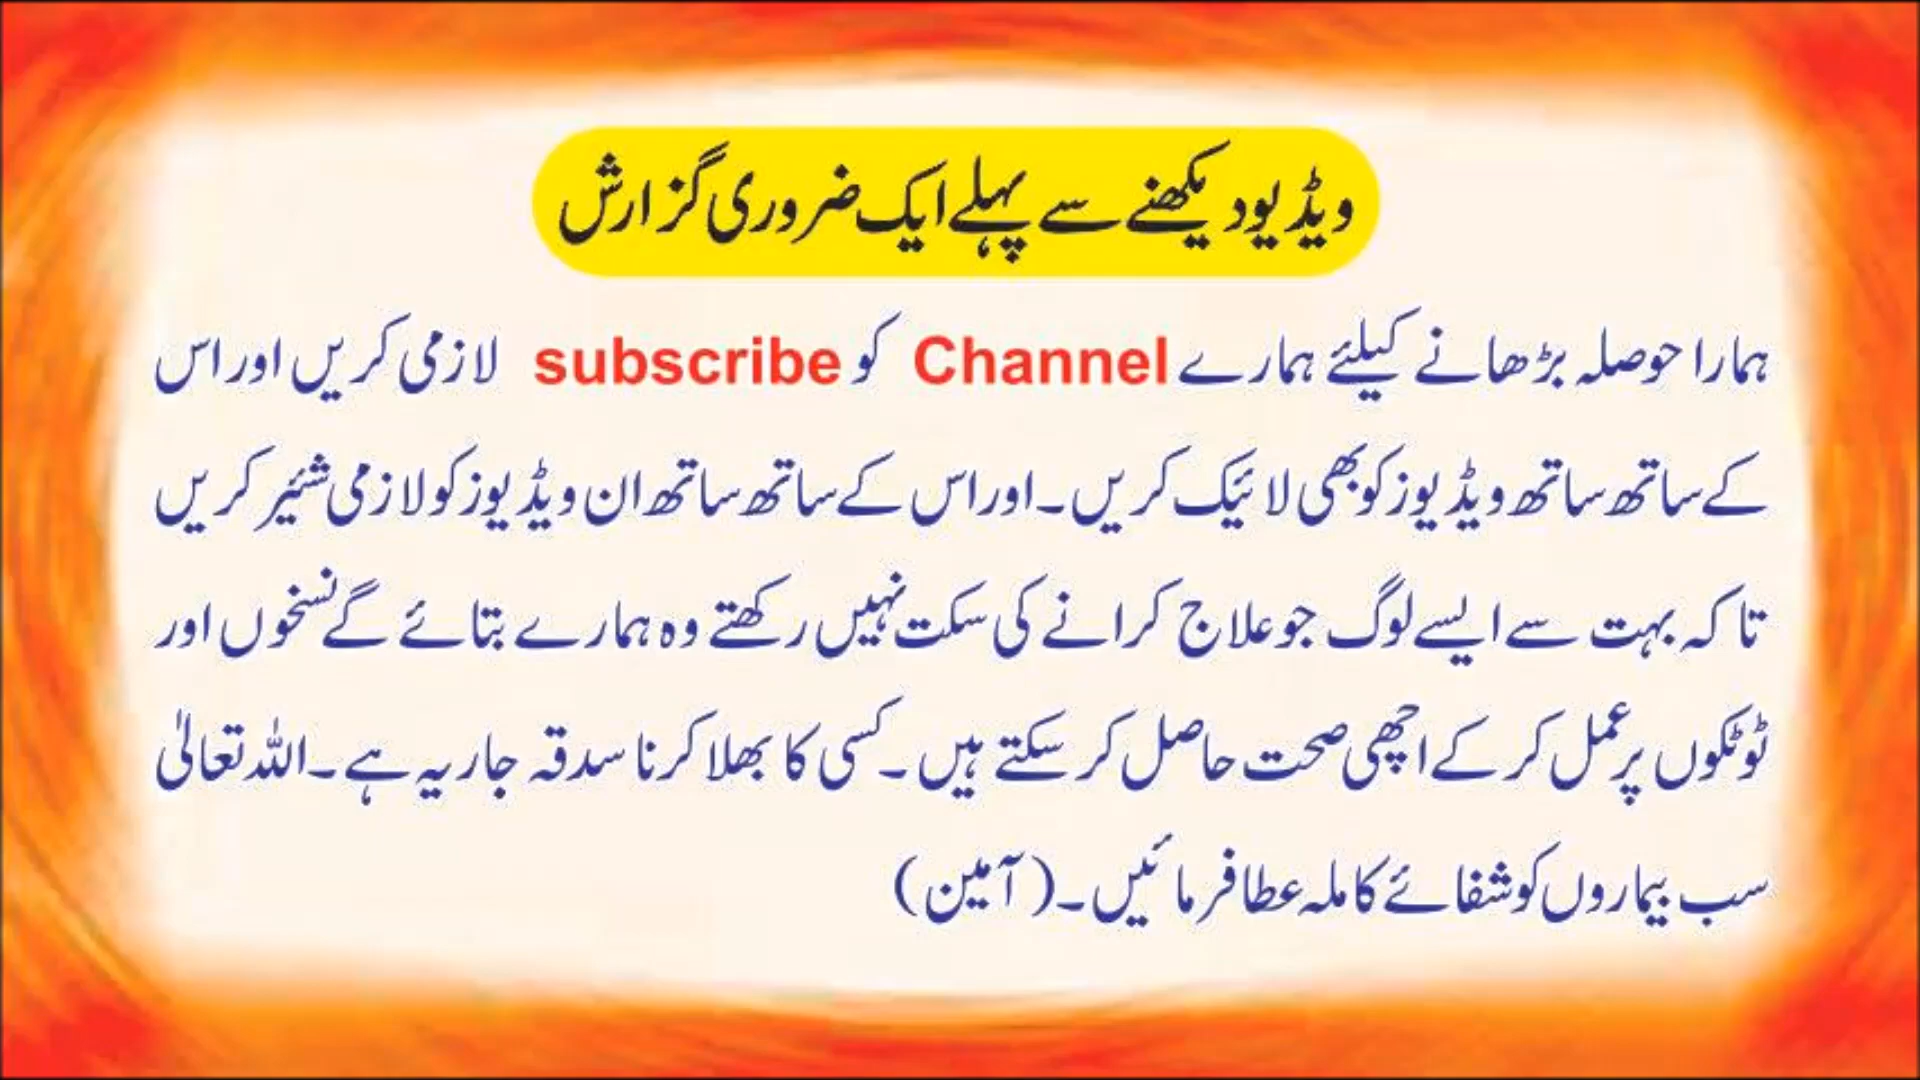 ویڈیو دیکھنے سے پہلے ایک ضروری گزارش
ہمارا حوصلہ بڑھانے کیلئے ہمارے Channel کو subscribe لازمی کریں اور اس
کے ساتھ ساتھ ویڈیوز کو بھی لائیک کریں۔ اور اس کے ساتھ ساتھ ان ویڈیوز کو لازمی شئیر کریں
تاکہ بہت سے ایسے لوگ جو علاج کرانے کی سکت نہیں رکھتے وہ ہمارے بتائے گے نسخوں اور
ٹوٹکوں پر عمل کر کے اچھی صحت حاصل کر سکتے ہیں۔ کسی کا بھلا کرنا سدقہ جاریہ ہے۔ اللہ تعالیٰ
سب بیماروں کو شفائے کاملہ عطا فرمائیں۔ (آمین)